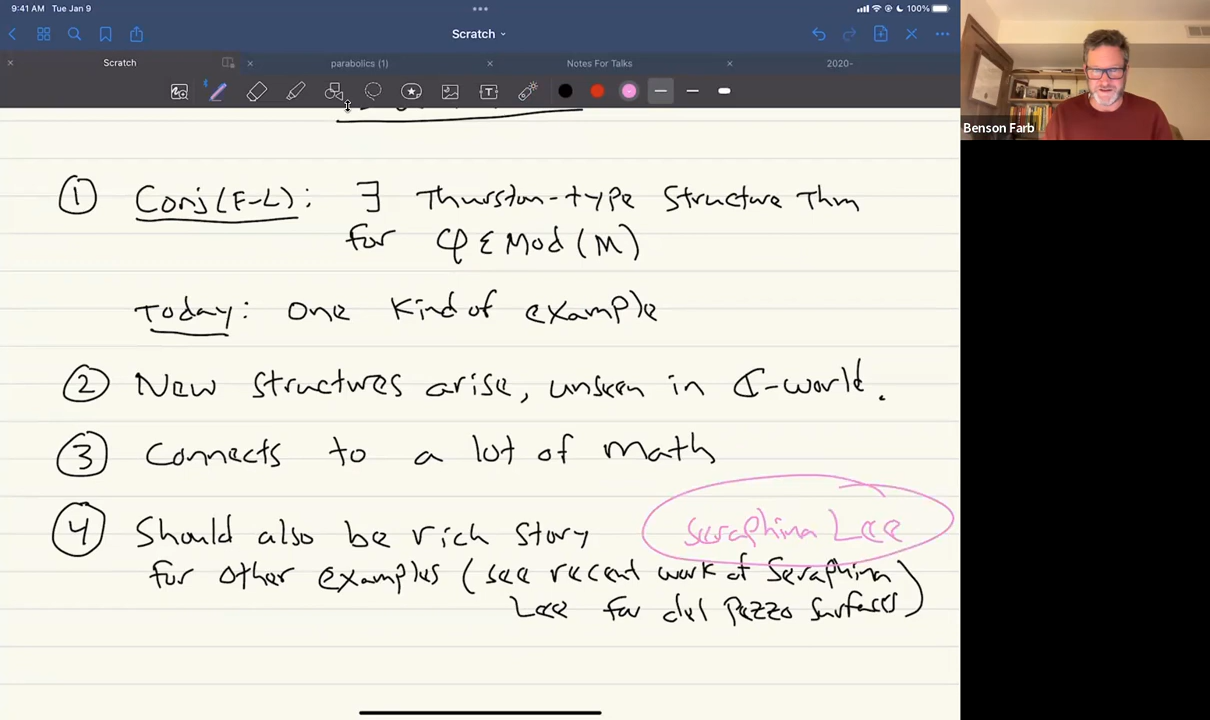 9:41 AM Tue Jan 9
100%
Scratch
Scratch
parabolics (1)
Notes For Talks
2020-
Benson Farb
① Conj(F-L): ∃ Thurston-type Structure Thm
for φ ε Mod(M)
Today: One Kind of example
② New structures arise, unseen in ℂ-world.
③ Connects to a lot of math
④ Should also be rich story
Seraphina Lee
for other examples (see recent work of Seraphina
Lee for del Pezzo surfaces)